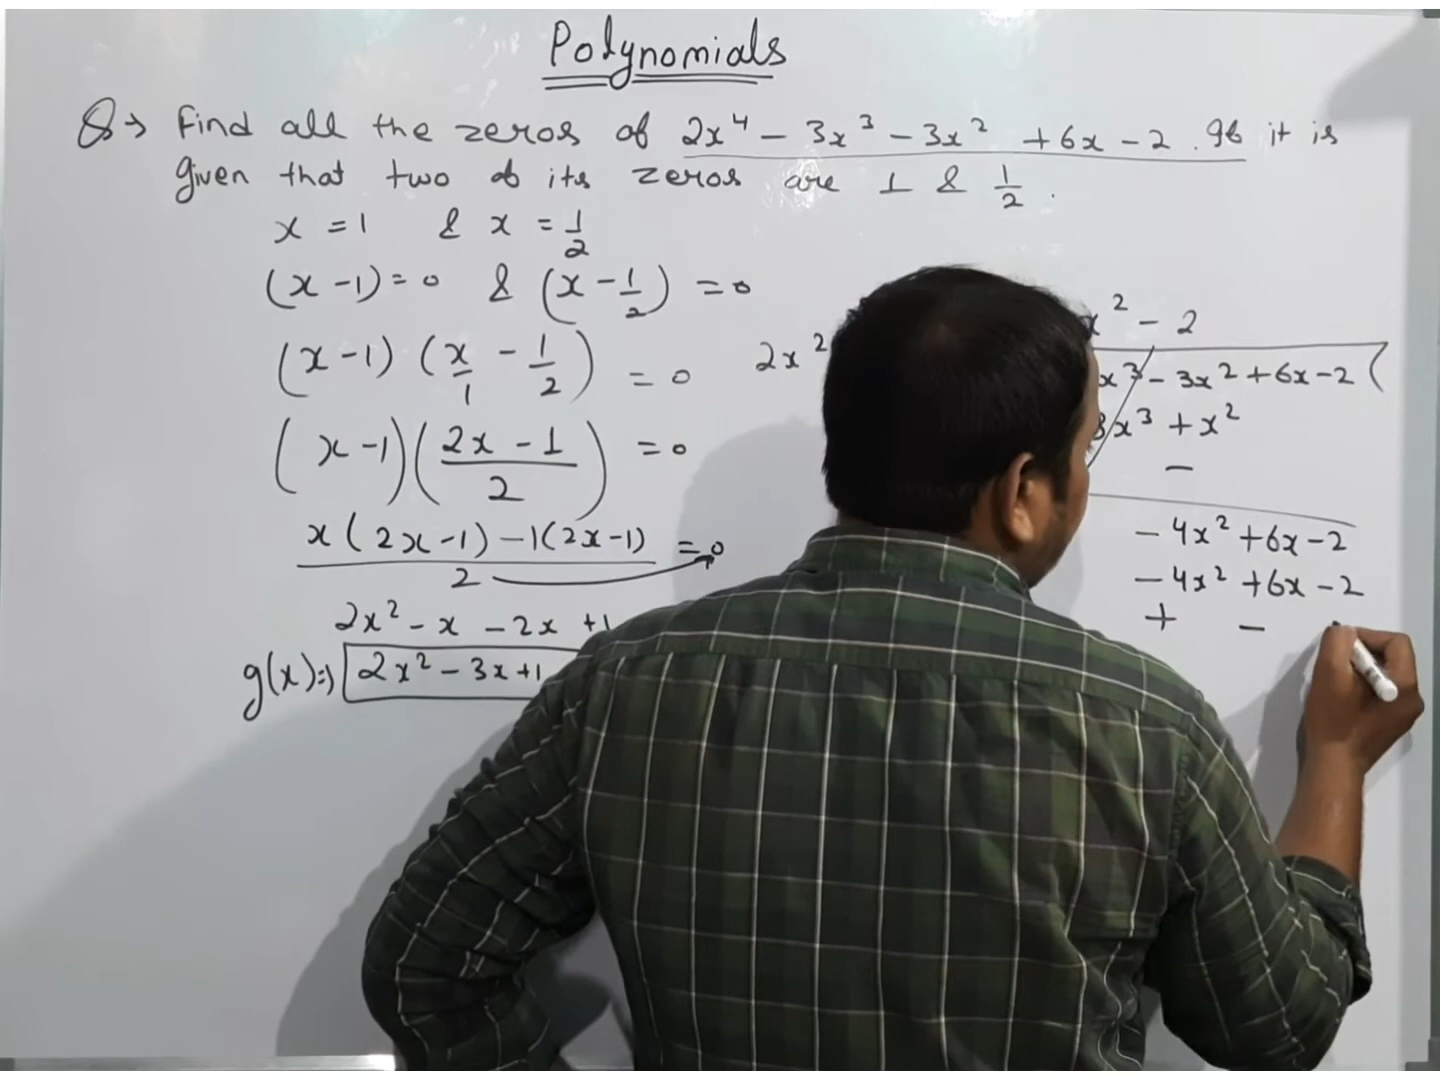 Polynomials
Q→ Find all the zeros of 2x⁴ - 3x³ - 3x² + 6x - 2. If it is
given that two of its zeros are 1 & 1/2.
x = 1 & x = 1/2
(x - 1) = 0 & (x - 1/2) = 0
(x - 1) (x/1 - 1/2) = 0
(x - 1)((2x - 1)/2) = 0
(x(2x-1) - 1(2x-1))/2 = 0
2x² - x - 2x + 1
g(x) ⇒ 2x² - 3x + 1
x² - 2
2x²
x³ - 3x² + 6x - 2
3x³ + x²
-
- 4x² + 6x - 2
- 4x² + 6x - 2
+ -